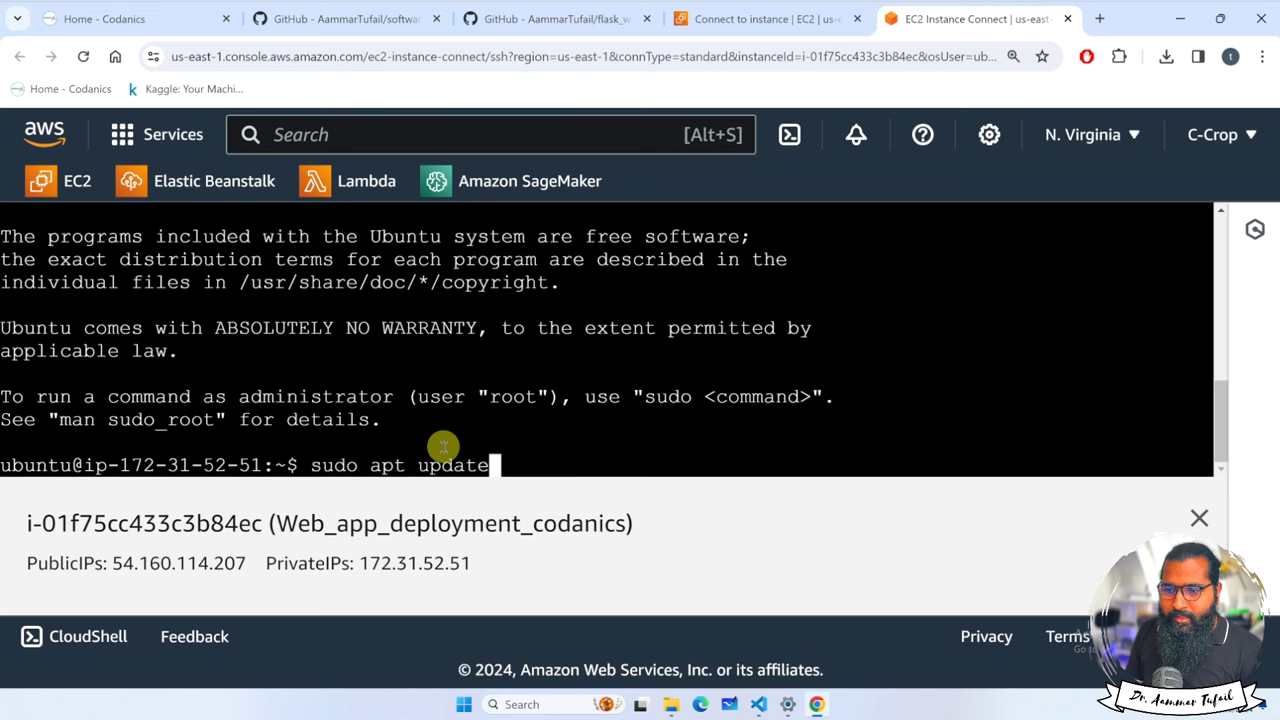 Home - Codanics
GitHub - AammarTufail/softwar
GitHub - AammarTufail/flask_w
Connect to instance | EC2 | us-e
EC2 Instance Connect | us-east-
us-east-1.console.aws.amazon.com/ec2-instance-connect/ssh?region=us-east-1&connType=standard&instanceId=i-01f75cc433c3b84ec&osUser=ub...
t
Home - Codanics
Kaggle: Your Machi...
aws
Services
Search
[Alt+S]
N. Virginia
C-Crop
EC2
Elastic Beanstalk
Lambda
Amazon SageMaker
The programs included with the Ubuntu system are free software;
the exact distribution terms for each program are described in the
individual files in /usr/share/doc/*/copyright.
Ubuntu comes with ABSOLUTELY NO WARRANTY, to the extent permitted by
applicable law.
To run a command as administrator (user "root"), use "sudo <command>".
See "man sudo_root" for details.
ubuntu@ip-172-31-52-51:~$ sudo apt update
i-01f75cc433c3b84ec (Web_app_deployment_codanics)
PublicIPs: 54.160.114.207 PrivateIPs: 172.31.52.51
CloudShell
Feedback
Privacy
Terms
Go to
© 2024, Amazon Web Services, Inc. or its affiliates.
Search
Dr. Aammar Tufail